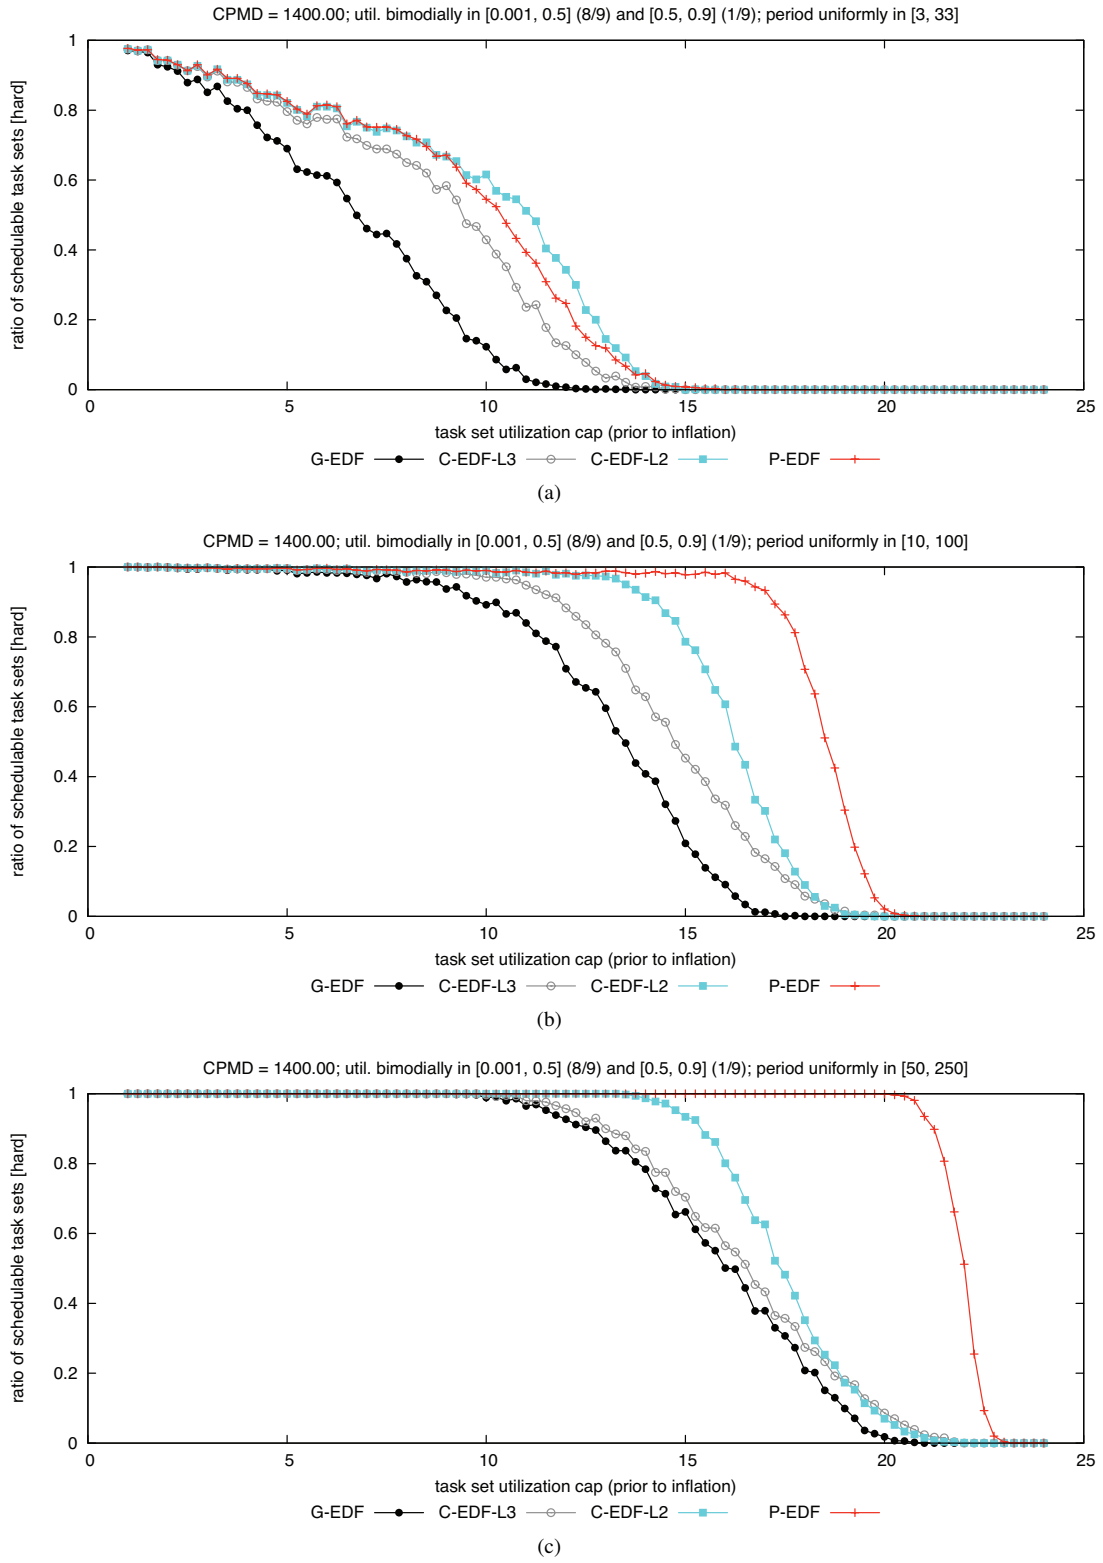 CPMD = 1400.00; util. bimodially in [0.001, 0.5] (8/9) and [0.5, 0.9] (1/9); period uniformly in [3, 33]
1
0.8
0.6
0.4
0.2
0
ratio of schedulable task sets [hard]
0 5 10 15 20 25
task set utilization cap (prior to inflation)
G-EDF C-EDF-L3 C-EDF-L2 P-EDF
(a)
CPMD = 1400.00; util. bimodially in [0.001, 0.5] (8/9) and [0.5, 0.9] (1/9); period uniformly in [10, 100]
1
0.8
0.6
0.4
0.2
0
ratio of schedulable task sets [hard]
0 5 10 15 20 25
task set utilization cap (prior to inflation)
G-EDF C-EDF-L3 C-EDF-L2 P-EDF
(b)
CPMD = 1400.00; util. bimodially in [0.001, 0.5] (8/9) and [0.5, 0.9] (1/9); period uniformly in [50, 250]
1
0.8
0.6
0.4
0.2
0
ratio of schedulable task sets [hard]
0 5 10 15 20 25
task set utilization cap (prior to inflation)
G-EDF C-EDF-L3 C-EDF-L2 P-EDF
(c)